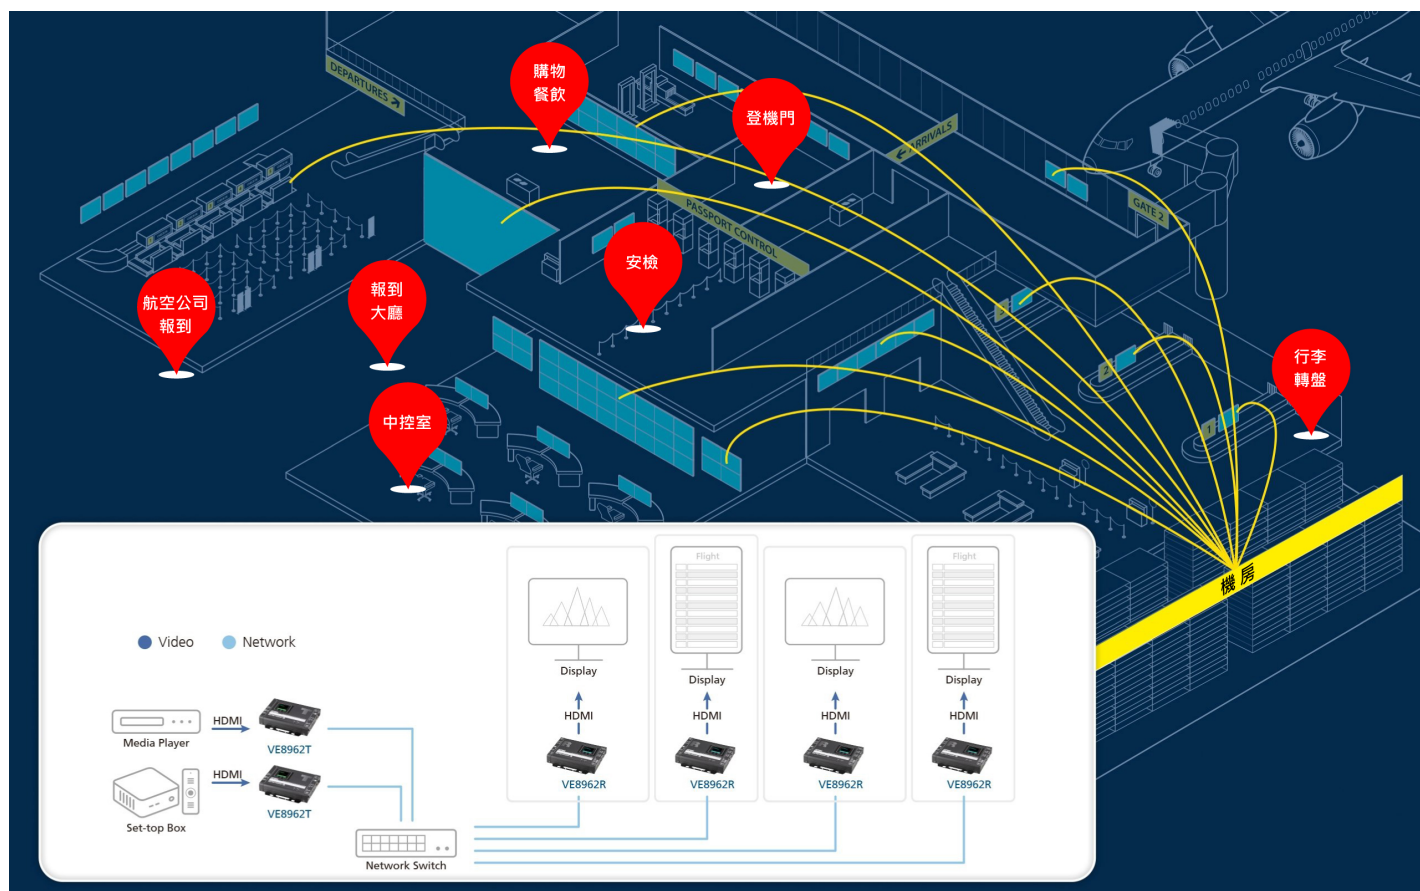 DEPARTURES
購物
餐飲
登機門
ARRIVALS
GATE 2
PASSPORT CONTROL
安檢
航空公司
報到
報到
大廳
3
2
1
行李
轉盤
中控室
機房
Video
Network
Flight
Flight
Display
Display
Display
Display
HDMI
HDMI
HDMI
HDMI
VE8962R
VE8962R
VE8962R
VE8962R
HDMI
Media Player
VE8962T
HDMI
Set-top Box
VE8962T
Network Switch